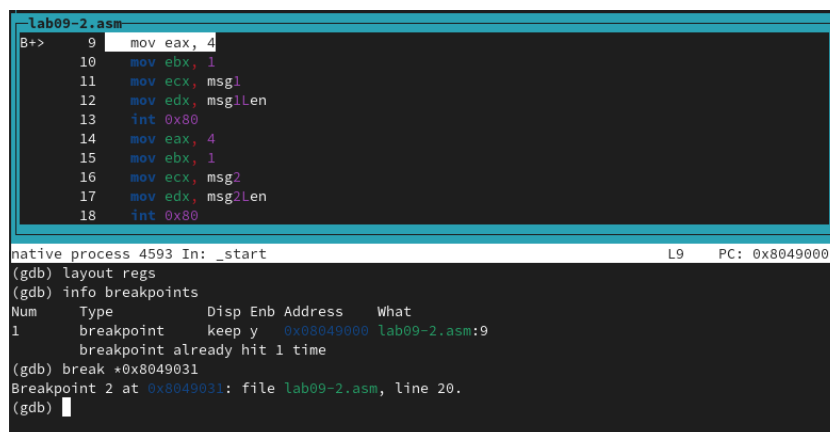 lab09-2.asm
B+> 9 mov eax, 4
10 mov ebx, 1
11 mov ecx, msg1
12 mov edx, msg1Len
13 int 0x80
14 mov eax, 4
15 mov ebx, 1
16 mov ecx, msg2
17 mov edx, msg2Len
18 int 0x80
native process 4593 In: _start L9 PC: 0x8049000
(gdb) layout regs
(gdb) info breakpoints
Num Type Disp Enb Address What
1 breakpoint keep y 0x08049000 lab09-2.asm:9
breakpoint already hit 1 time
(gdb) break *0x8049031
Breakpoint 2 at 0x8049031: file lab09-2.asm, line 20.
(gdb)